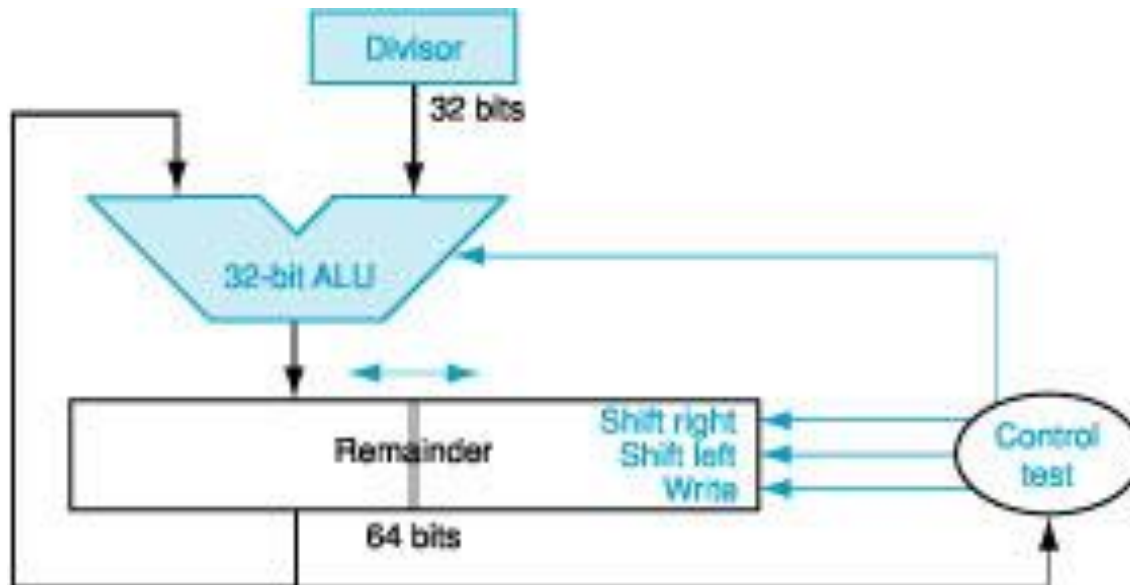 Divisor
32 bits
32-bit ALU
Shift right
Remainder
Shift left
Write
Control
test
64 bits